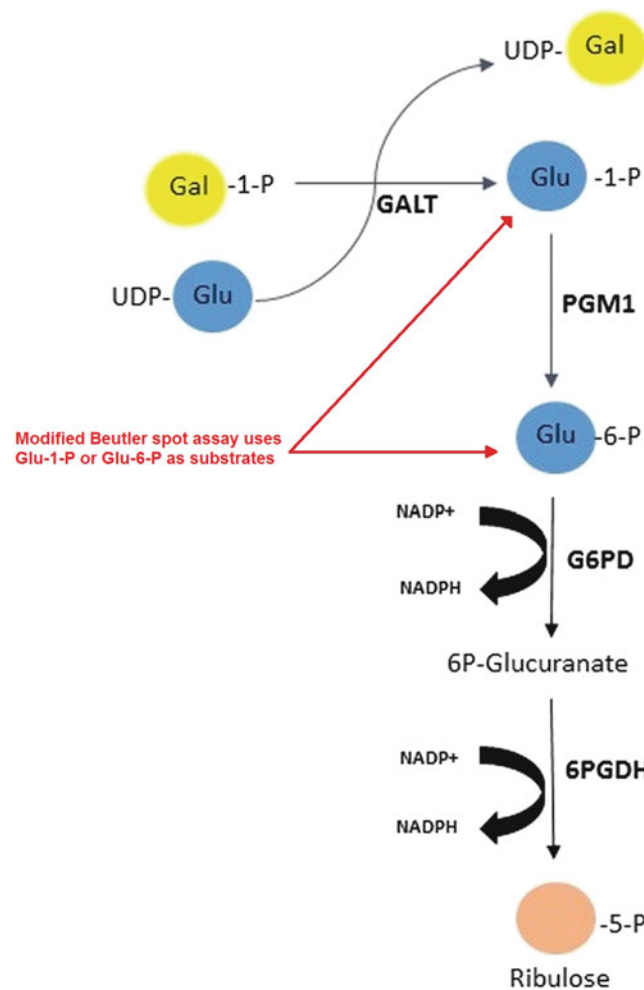 UDP- Gal
Gal -1-P
Glu -1-P
GALT
UDP- Glu
PGM1
Modified Beutler spot assay uses
Glu-1-P or Glu-6-P as substrates
Glu -6-P
NADP+
G6PD
NADPH
6P-Glucuranate
NADP+
6PGDH
NADPH
-5-P
Ribulose